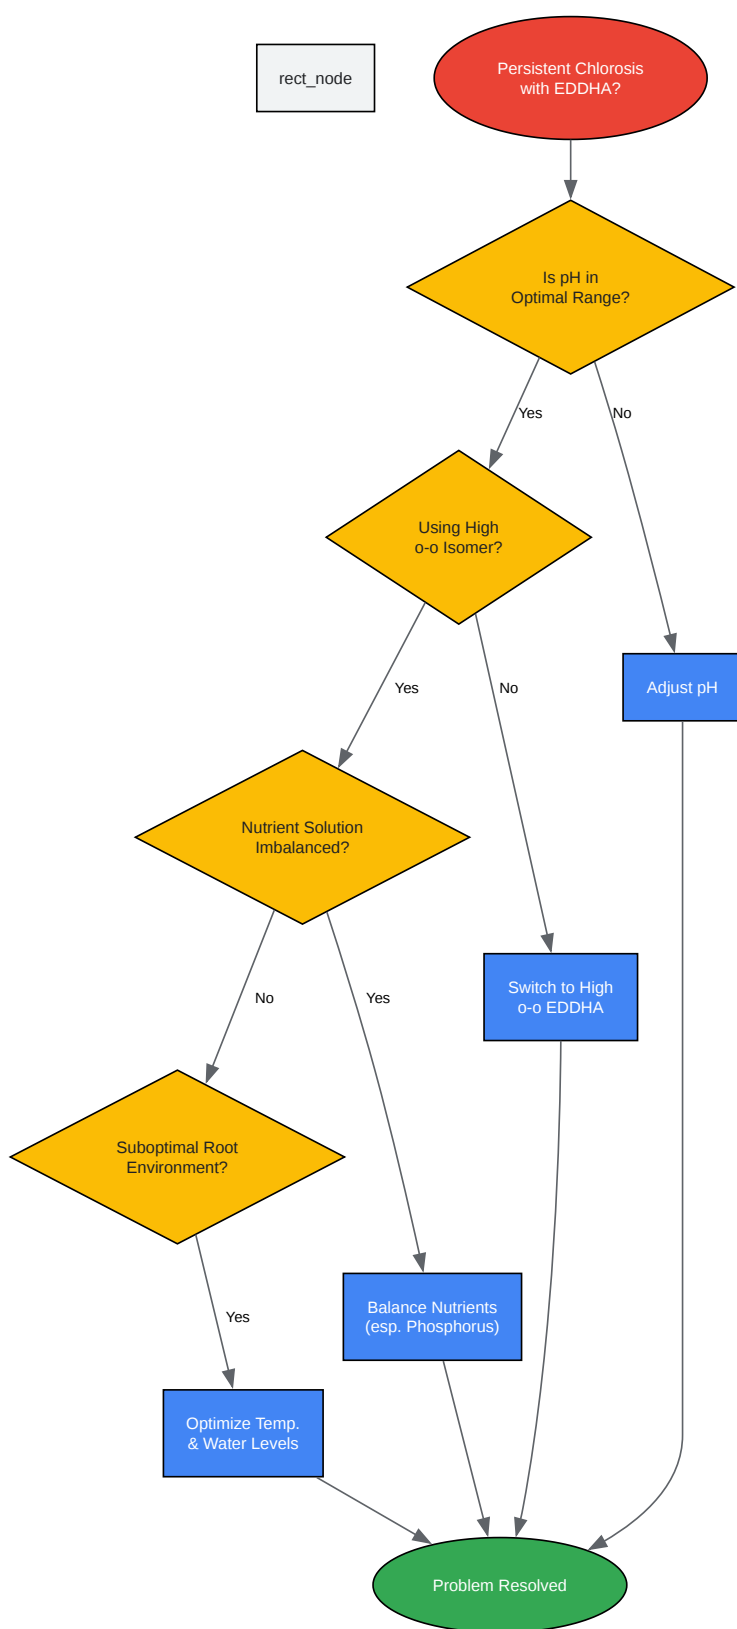 rect_node
Persistent Chlorosis
with EDDHA?
Is pH in
Optimal Range?
Yes
No
Using High
o-o Isomer?
Adjust pH
Yes
No
Nutrient Solution
Imbalanced?
Switch to High
o-o EDDHA
No
Yes
Suboptimal Root
Environment?
Balance Nutrients
(esp. Phosphorus)
Yes
Optimize Temp.
& Water Levels
Problem Resolved